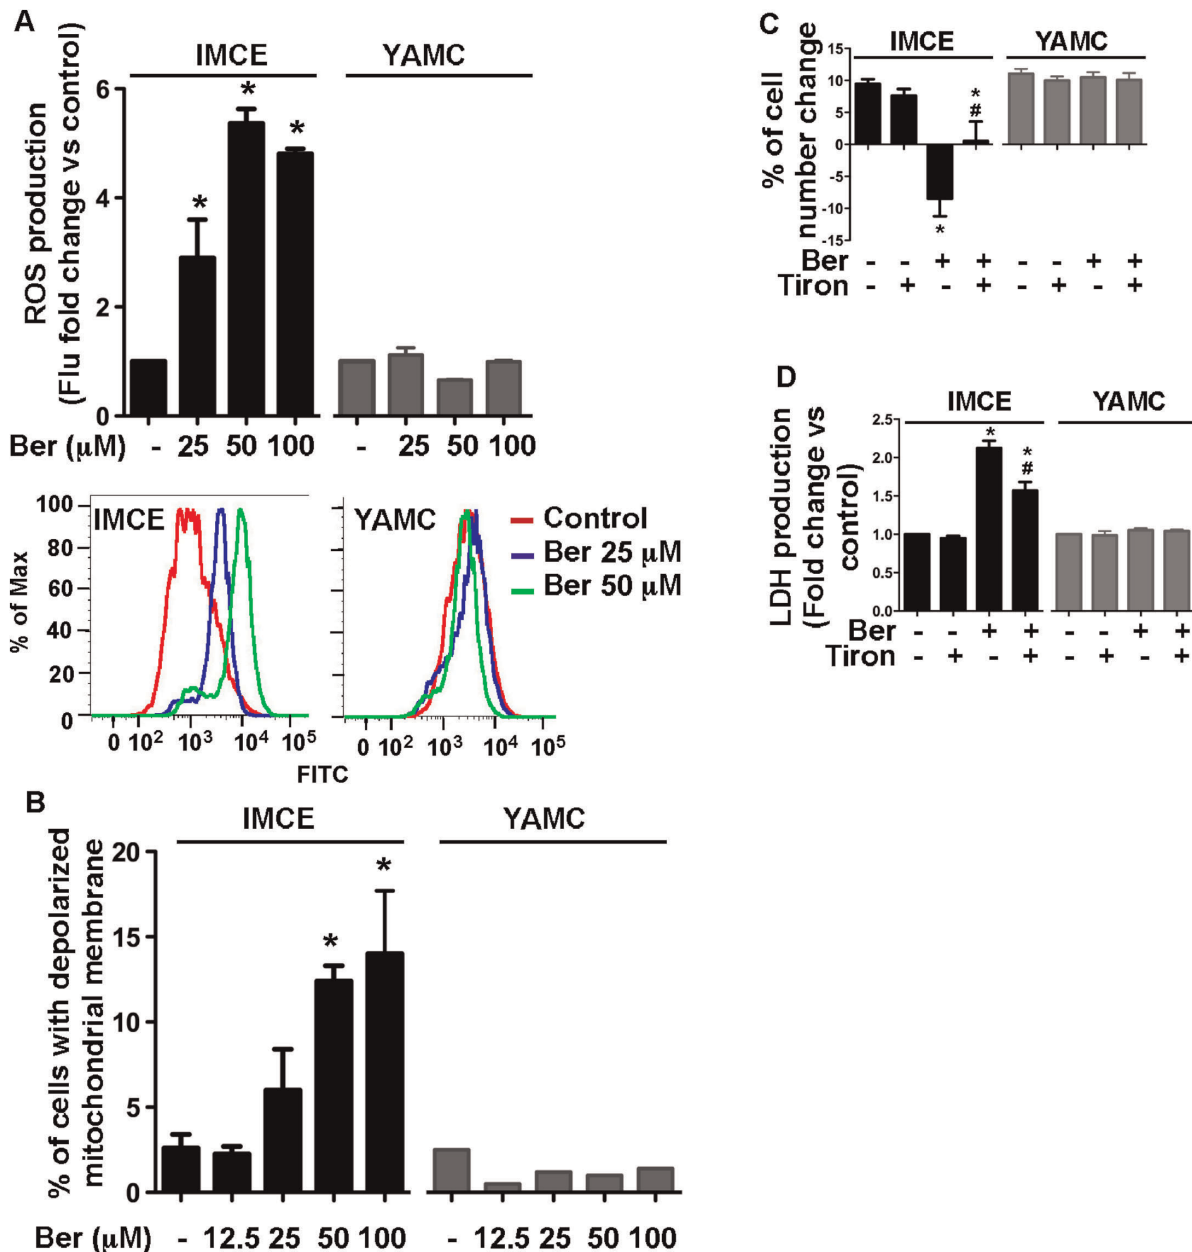 A
IMCE YAMC
ROS production
(Flu fold change vs control)
6
4
2
0
* * *
Ber (μM) - 25 50 100 - 25 50 100
IMCE YAMC
% of Max
100
80
60
40
20
0
Control
Ber 25 μM
Ber 50 μM
0 10² 10³ 10⁴ 10⁵ 0 10² 10³ 10⁴ 10⁵
FITC
B
IMCE YAMC
% of cells with depolarized
mitochondrial membrane
20
15
10
5
0
* *
Ber (μM) - 12.5 25 50 100 - 12.5 25 50 100
C
IMCE YAMC
% of cell
number change
15
10
5
0
-5
-10
-15
*
#
*
Ber - - + + - - + +
Tiron - + - + - + - +
D
IMCE YAMC
LDH production
(Fold change vs
control)
2.5
2.0
1.5
1.0
0.5
0.0
* *
#
Ber - - + + - - + +
Tiron - + - + - + - +